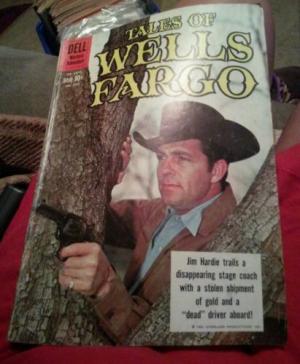 TALES OF
WELLS
FARGO
DELL
Jim Hardie trails a
disappearing stage coach
with a stolen shipment
of gold and a
"dead" driver aboard!